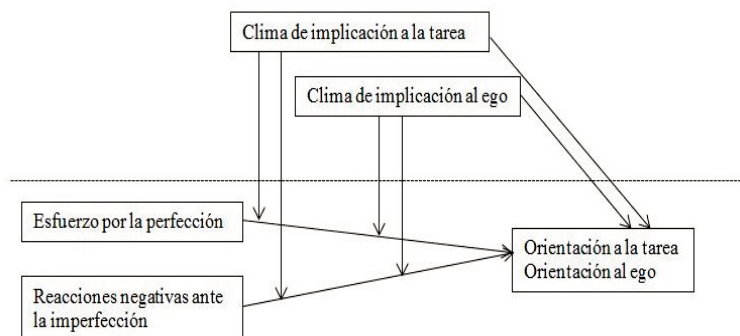 Clima de implicación a la tarea
Clima de implicación al ego
Esfuerzo por la perfección
Orientación a la tarea
Orientación al ego
Reacciones negativas ante
la imperfección